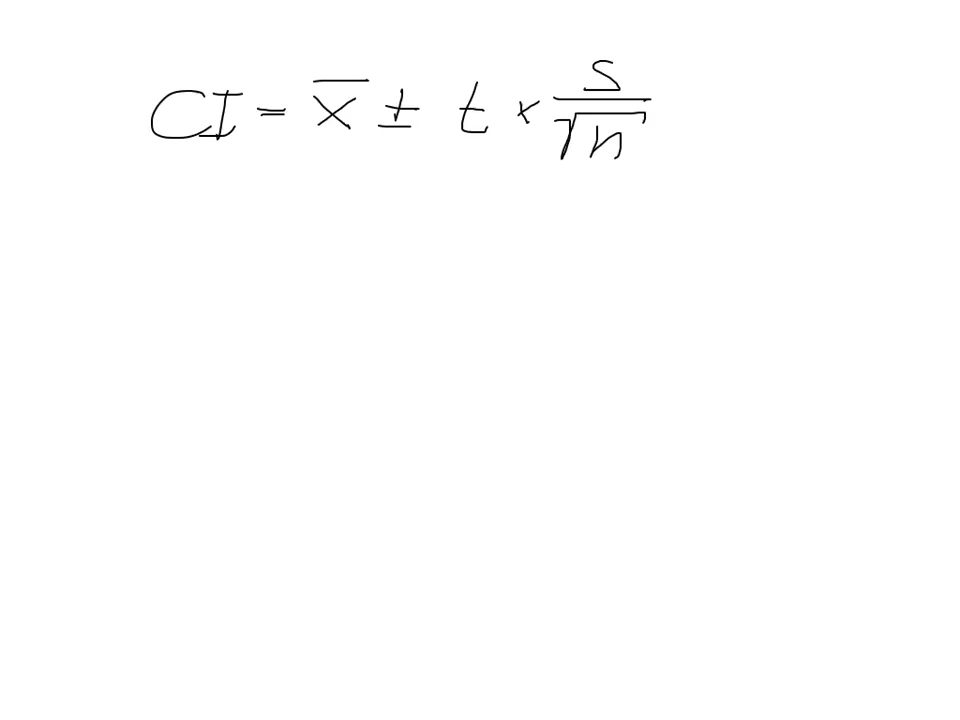 CI = x̄ ± t × s/√n